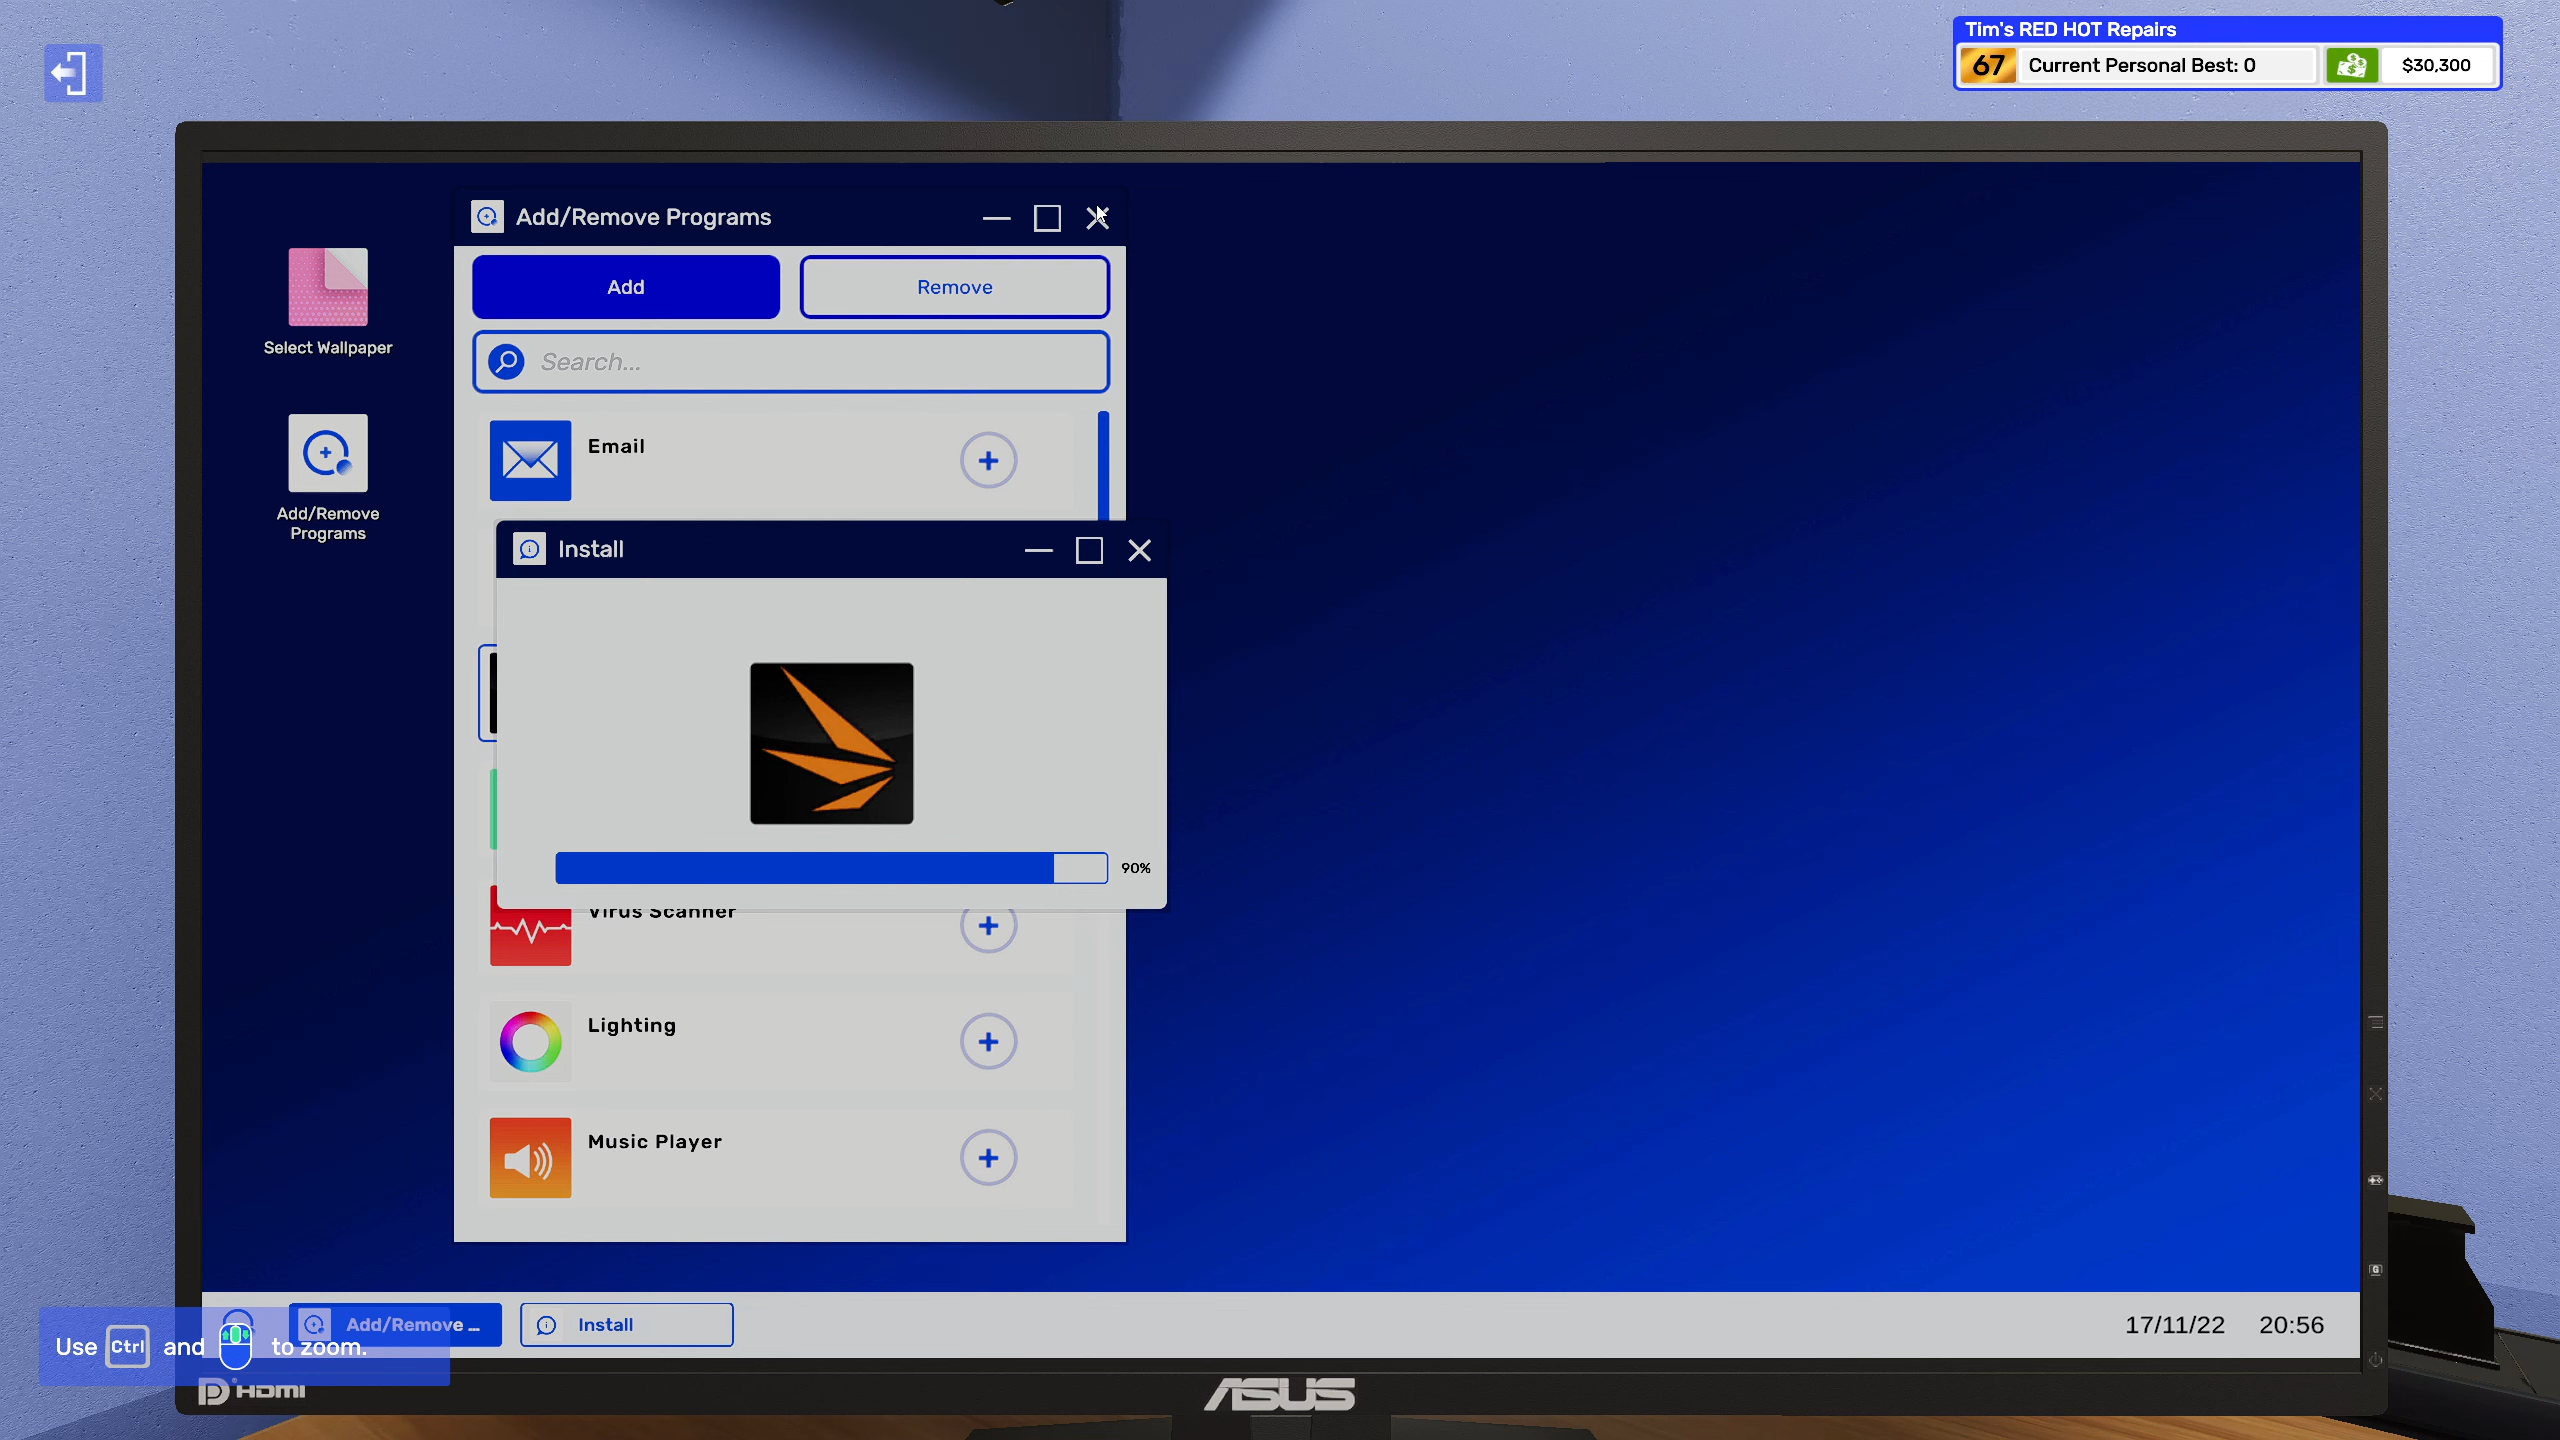 Tim's RED HOT Repairs
67 Current Personal Best: 0 $30,300
Add/Remove Programs
Add Remove
Search...
Select Wallpaper
Email
Add/Remove
Programs
Install
90%
Virus Scanner
Lighting
Music Player
Add/Remove ...
Install
17/11/22 20:56
Use Ctrl and to zoom.
HDMI
ASUS